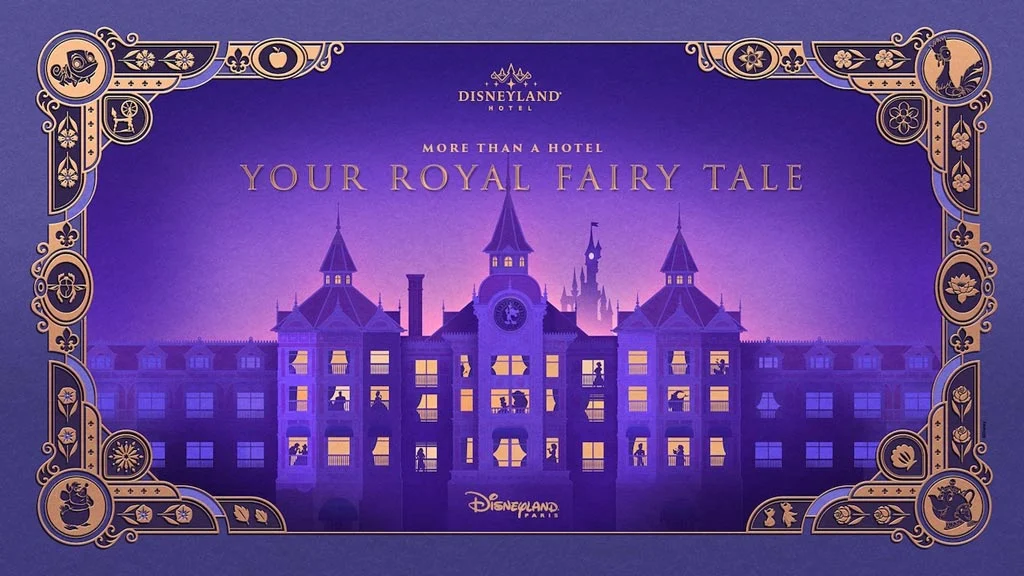 DISNEYLAND®
HOTEL
MORE THAN A HOTEL
YOUR ROYAL FAIRY TALE
DISNEYLAND
PARIS